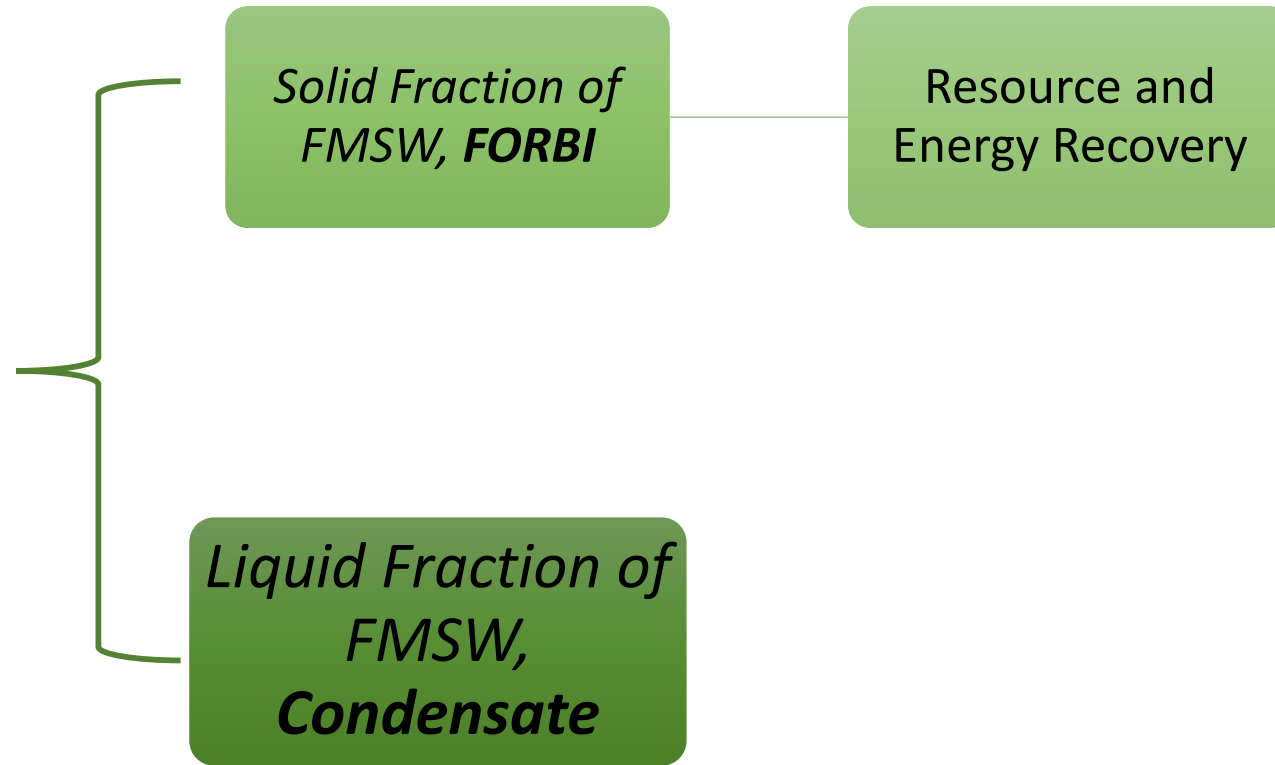 Solid Fraction of
FMSW, FORBI
Resource and
Energy Recovery
Liquid Fraction of
FMSW,
Condensate